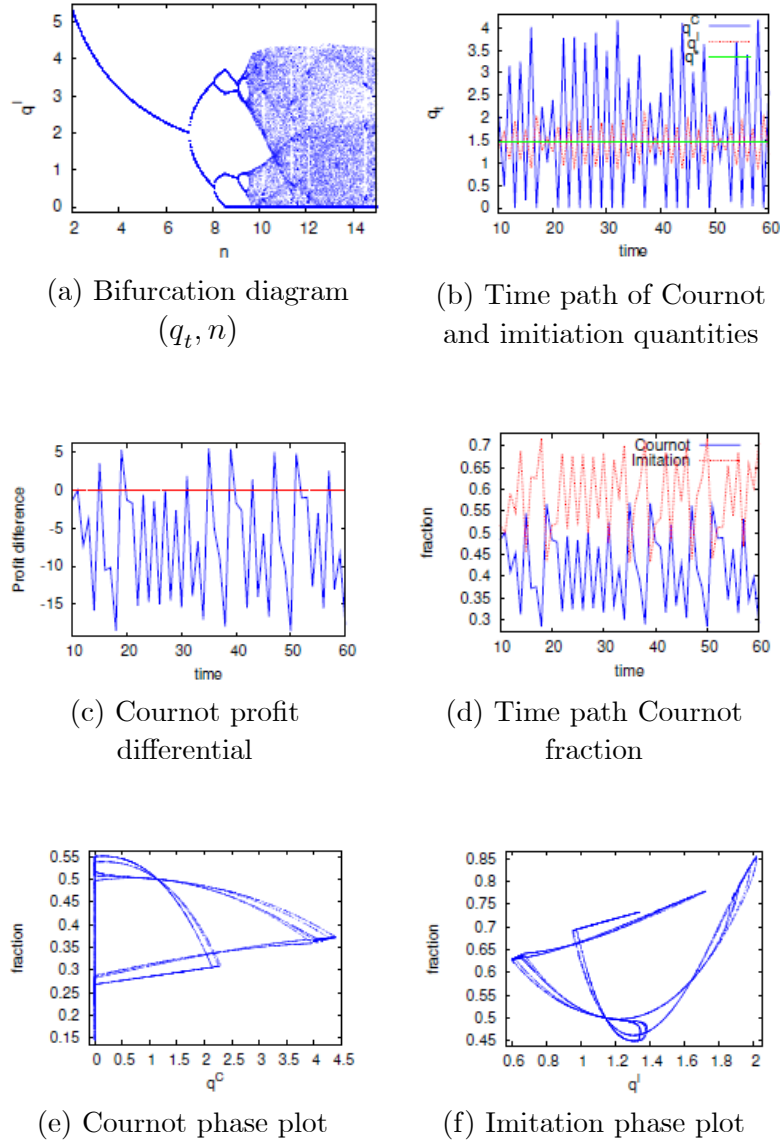 5
4
3
2
1
0
q^I
2 4 6 8 10 12 14
n
(a) Bifurcation diagram
(q_t, n)
4.5
4
3.5
3
2.5
2
1.5
1
0.5
0
q_t
q^C
q^I
q^*
10 20 30 40 50 60
time
(b) Time path of Cournot
and imitiation quantities
5
0
-5
-10
-15
Profit difference
10 20 30 40 50 60
time
(c) Cournot profit
differential
0.7
0.65
0.6
0.55
0.5
0.45
0.4
0.35
0.3
fraction
Cournot
Imitation
10 20 30 40 50 60
time
(d) Time path Cournot
fraction
0.55
0.5
0.45
0.4
0.35
0.3
0.25
0.2
0.15
fraction
0 0.5 1 1.5 2 2.5 3 3.5 4 4.5
q^C
(e) Cournot phase plot
0.85
0.8
0.75
0.7
0.65
0.6
0.55
0.5
0.45
fraction
0.6 0.8 1 1.2 1.4 1.6 1.8 2
q^I
(f) Imitation phase plot